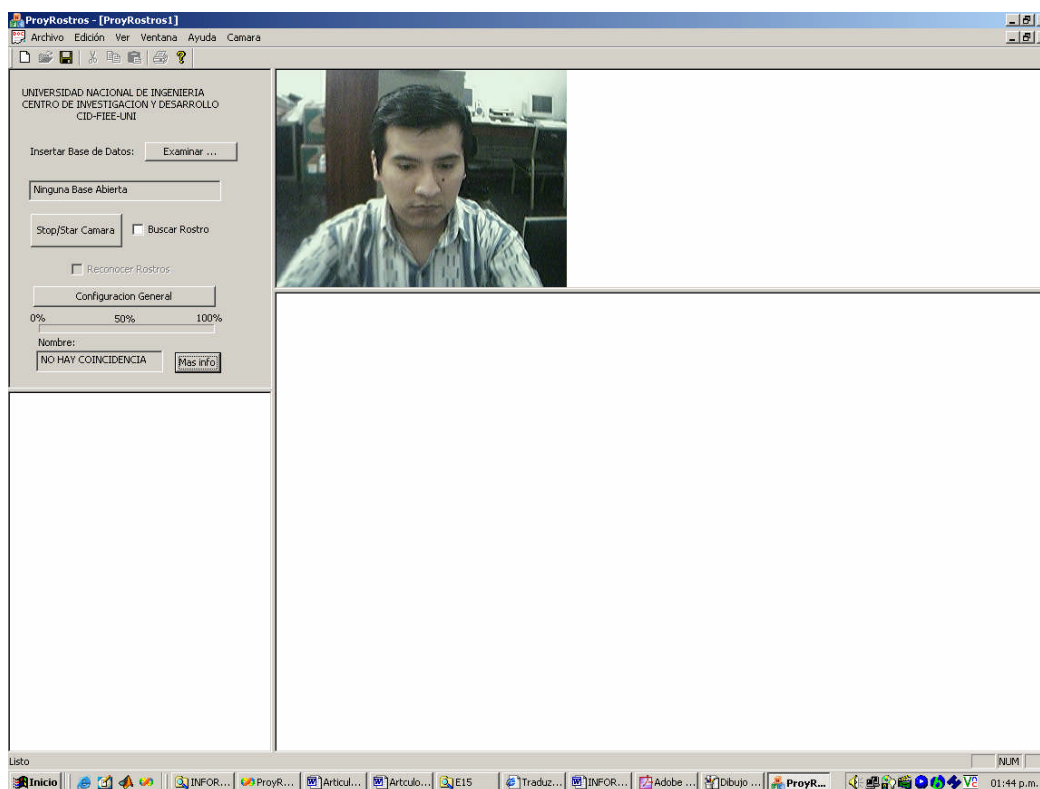 ProyRostros - [ProyRostros1]
Archivo Edición Ver Ventana Ayuda Camara
UNIVERSIDAD NACIONAL DE INGENIERIA
CENTRO DE INVESTIGACION Y DESARROLLO
CID-FIEE-UNI
Insertar Base de Datos: Examinar ...
Ninguna Base Abierta
Stop/Star Camara Buscar Rostro
Reconocer Rostros
Configuracion General
0% 50% 100%
Nombre:
NO HAY COINCIDENCIA Mas info
Listo NUM
Inicio INFOR... ProyR... Articul... Artculo... E15 Traduz... INFOR... Adobe ... Dibujo ... ProyR... 01:44 p.m.